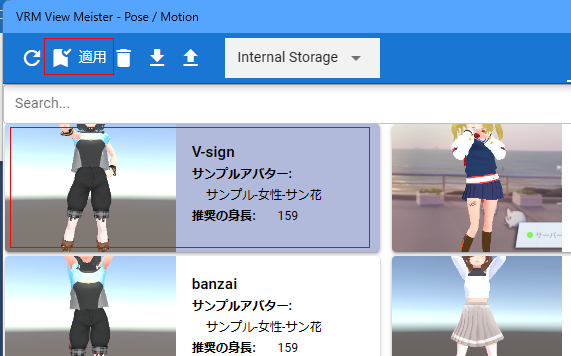 VRM View Meister - Pose / Motion
適用
Internal Storage
Search...
V-sign
サンプルアバター:
サンプル-女性-サン花
推奨の身長: 159
サーバー
banzai
サンプルアバター:
サンプル-女性-サン花
推奨の身長: 159